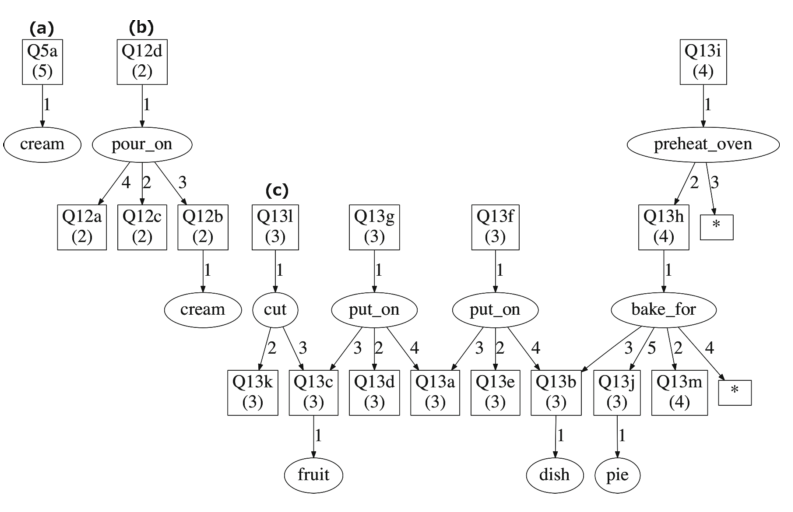 (a)
(b)
Q5a
(5)
Q12d
(2)
Q13i
(4)
1
1
1
cream
pour_on
preheat_oven
4
2
3
2
3
(c)
Q12a
(2)
Q12c
(2)
Q12b
(2)
Q13l
(3)
Q13g
(3)
Q13f
(3)
Q13h
(4)
*
1
1
1
1
1
cream
cut
put_on
put_on
bake_for
2
3
3
2
4
3
2
4
3
5
2
4
Q13k
(3)
Q13c
(3)
Q13d
(3)
Q13a
(3)
Q13e
(3)
Q13b
(3)
Q13j
(3)
Q13m
(4)
*
1
1
1
fruit
dish
pie